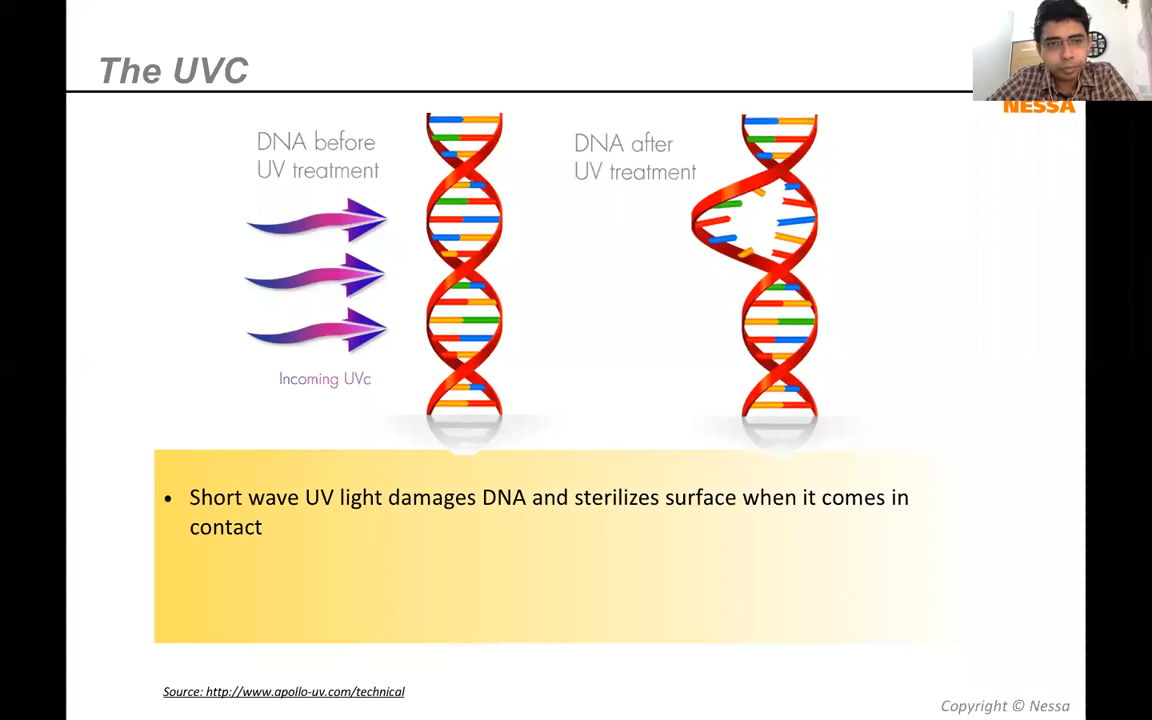 The UVC
NESSA
DNA before
UV treatment
DNA after
UV treatment
Incoming UVc
• Short wave UV light damages DNA and sterilizes surface when it comes in
contact
Source: http://www.apollo-uv.com/technical
Copyright © Nessa